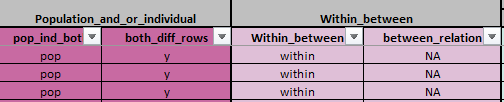 Population_and_or_individual Within_between
pop_ind_bot both_diff_rows Within_between between_relation
pop y within NA
pop y within NA
pop y within NA